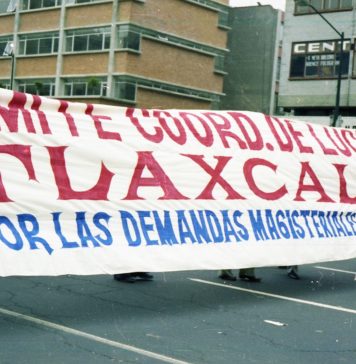 CENT
MITE COORD. DE LUC
TLAXCAL
OR LAS DEMANDAS MAGISTERIALE